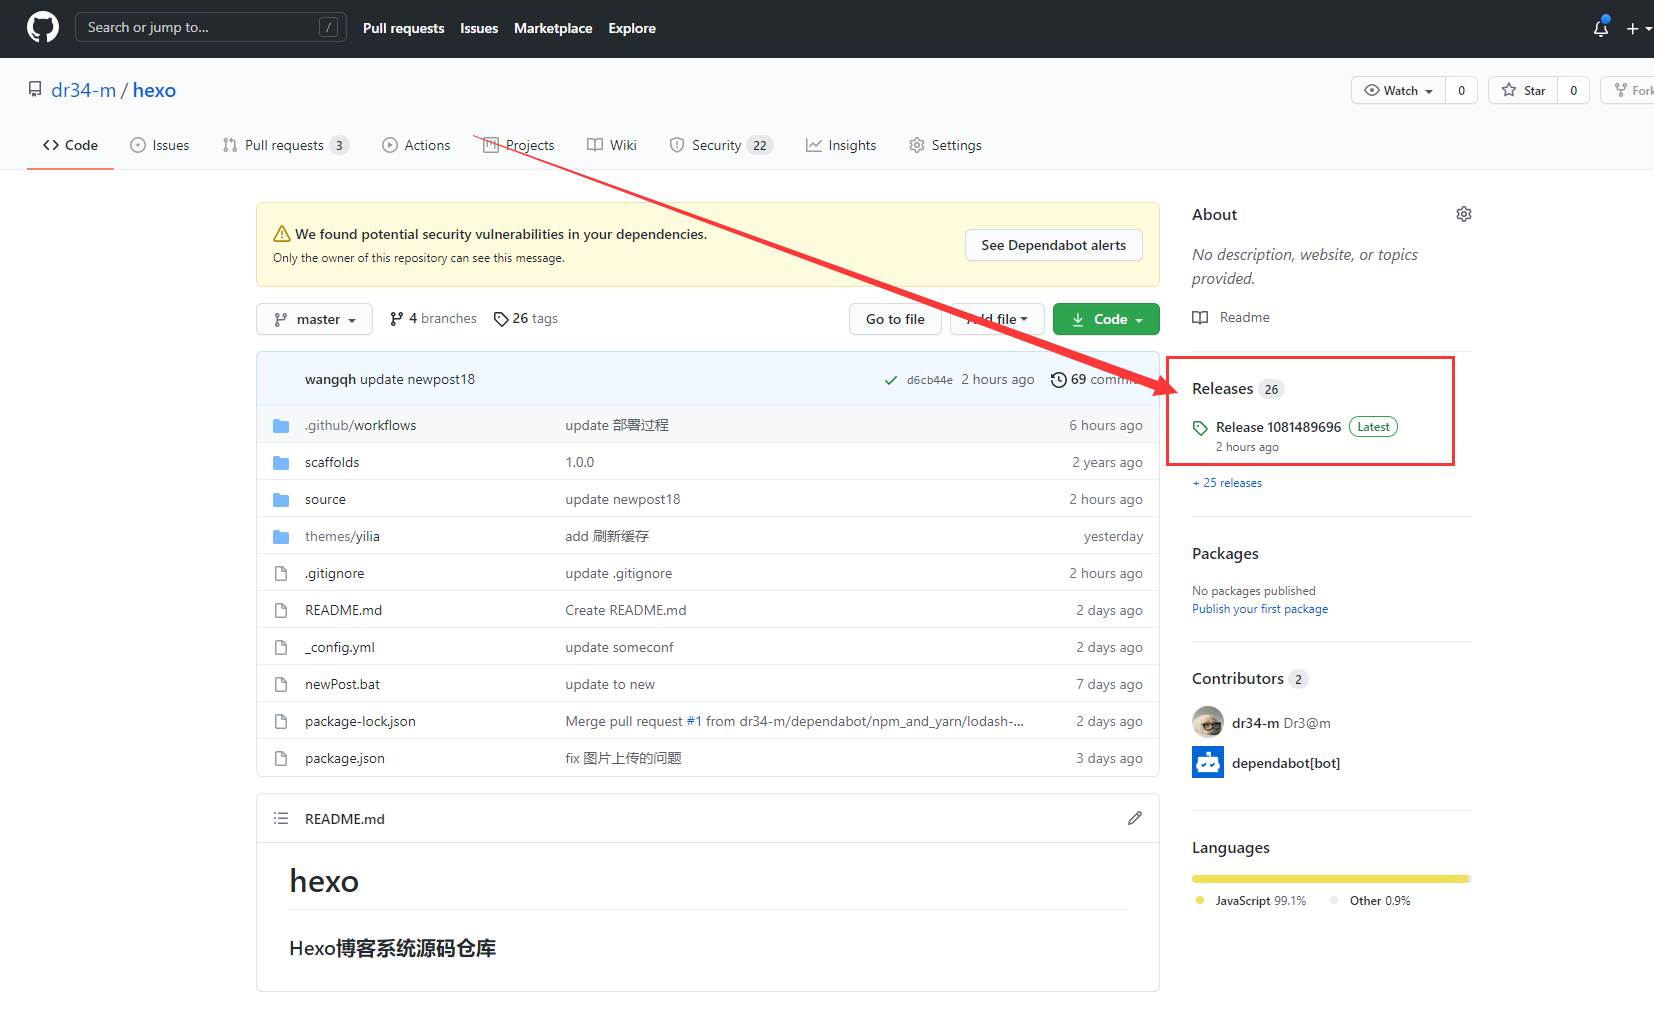 Search or jump to... /
Pull requests Issues Marketplace Explore
dr34-m / hexo
Watch 0 Star 0 Fork
Code Issues Pull requests 3 Actions Projects Wiki Security 22 Insights Settings
We found potential security vulnerabilities in your dependencies.
Only the owner of this repository can see this message.
See Dependabot alerts
master 4 branches 26 tags Go to file Add file Code
wangqh update newpost18 d6cb44e 2 hours ago 69 commits
.github/workflows update 部署过程 6 hours ago
scaffolds 1.0.0 2 years ago
source update newpost18 2 hours ago
themes/yilia add 刷新缓存 yesterday
.gitignore update .gitignore 2 hours ago
README.md Create README.md 2 days ago
_config.yml update someconf 2 days ago
newPost.bat update to new 7 days ago
package-lock.json Merge pull request #1 from dr34-m/dependabot/npm_and_yarn/lodash-... 2 days ago
package.json fix 图片上传的问题 3 days ago
README.md
hexo
Hexo博客系统源码仓库
About
No description, website, or topics
provided.
Readme
Releases 26
Release 1081489696 Latest
2 hours ago
+ 25 releases
Packages
No packages published
Publish your first package
Contributors 2
dr34-m Dr3@m
dependabot[bot]
Languages
JavaScript 99.1% Other 0.9%